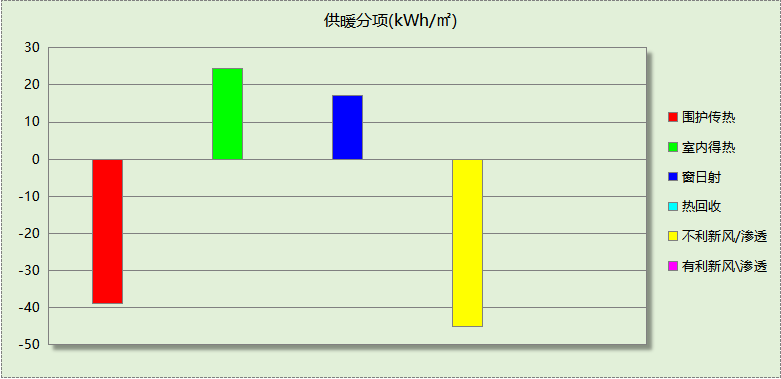 供暖分项(kWh/㎡)
30
20
10
0
-10
-20
-30
-40
-50
围护传热
室内得热
窗日射
热回收
不利新风/渗透
有利新风\渗透